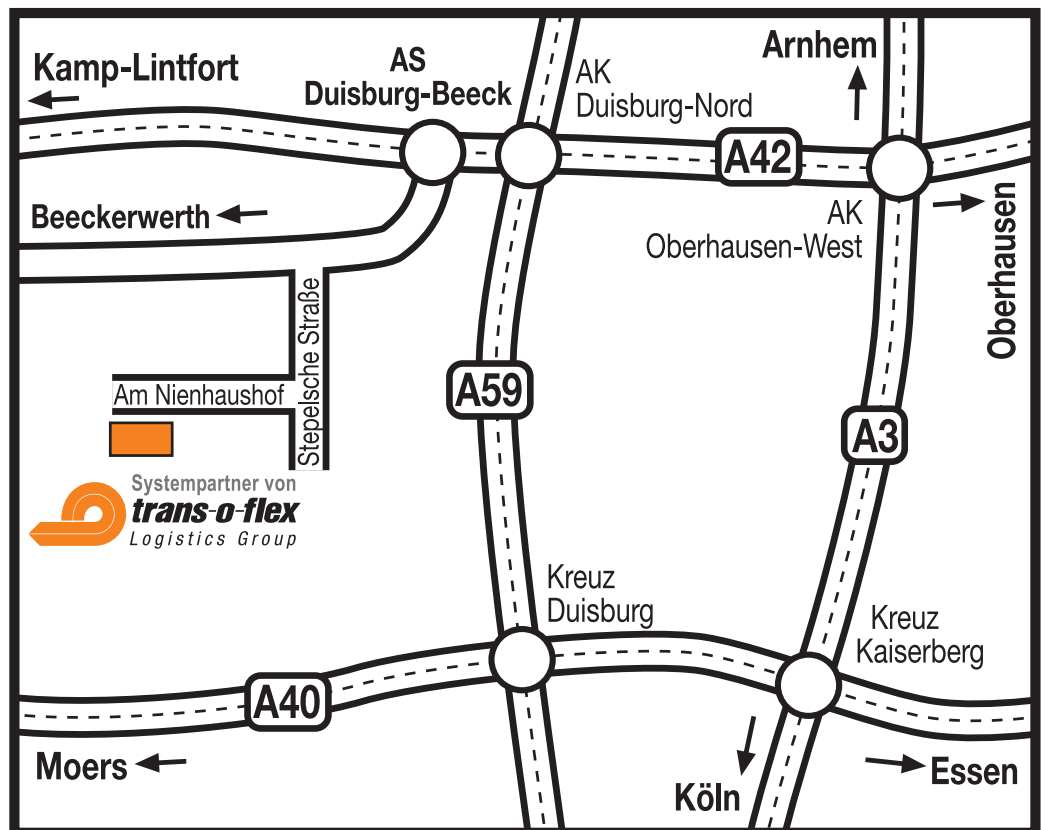 Kamp-Lintfort
AS
Duisburg-Beeck
AK
Duisburg-Nord
Arnhem
A42
Beeckerwerth
AK
Oberhausen-West
Oberhausen
Stepelsche Straße
Am Nienhaushof
A59
A3
Systempartner von
trans-o-flex
Logistics Group
Kreuz
Duisburg
Kreuz
Kaiserberg
A40
Moers
Köln
Essen